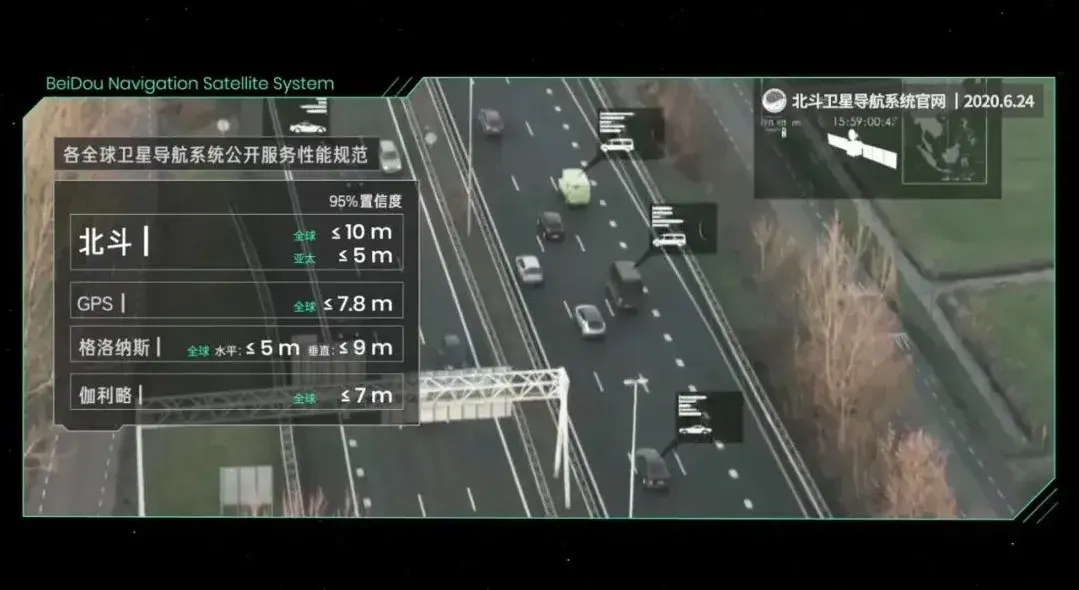 BeiDou Navigation Satellite System
北斗卫星导航系统官网 | 2020.6.24
15:59:00:47
各全球卫星导航系统公开服务性能规范
95%置信度
北斗 | 全球 ≤ 10 m
亚太 ≤ 5 m
GPS | 全球 ≤ 7.8 m
格洛纳斯 | 全球 水平: ≤ 5 m 垂直: ≤ 9 m
伽利略 | 全球 ≤ 7 m